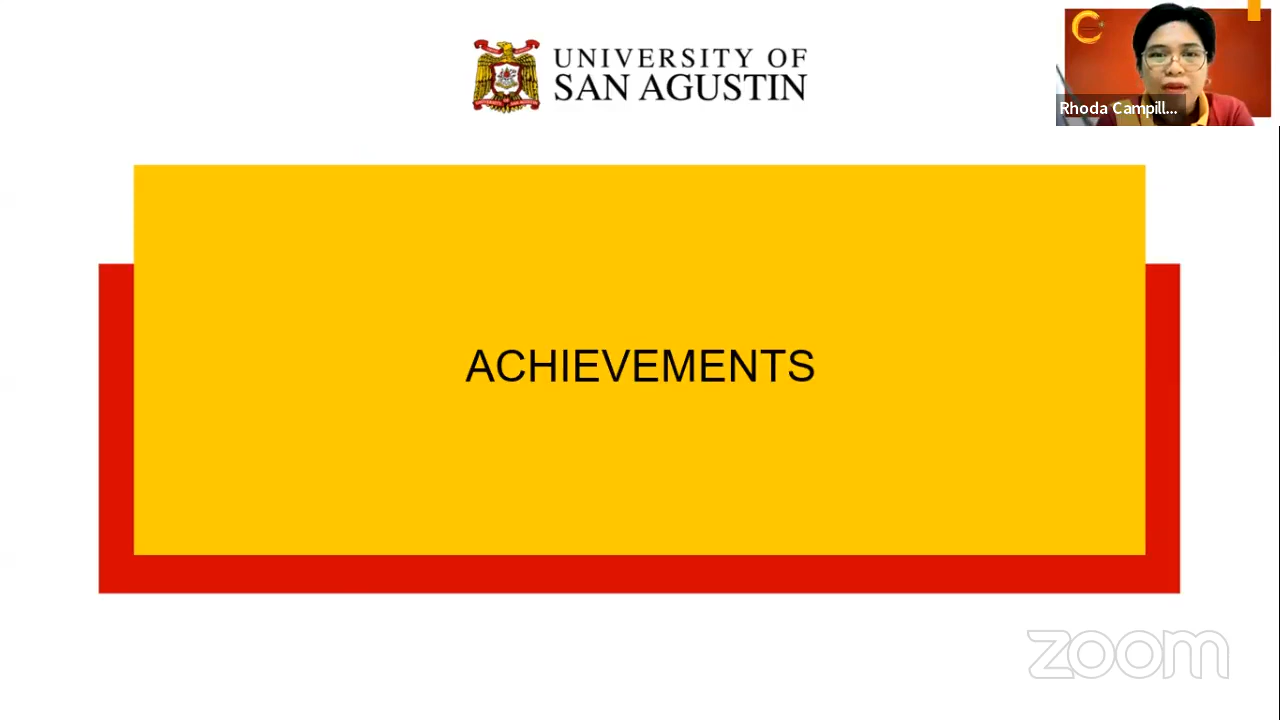 UNIVERSITY OF
SAN AGUSTIN
Rhoda Campill...
ACHIEVEMENTS
zoom